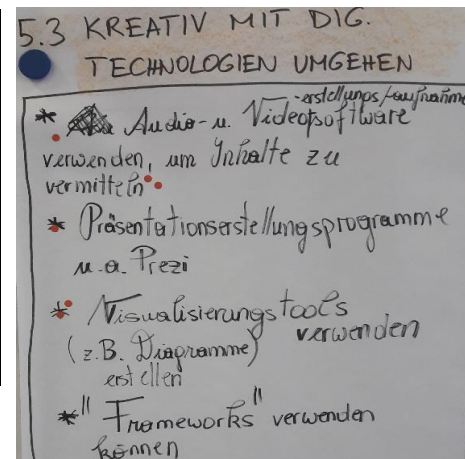 5.3 KREATIV MIT DIG.
TECHNOLOGIEN UMGEHEN
-erstellungs/-aufnahme
* Audio- u. Videosoftware
verwenden, um Inhalte zu
vermitteln
* Präsentationserstellungsprogramme
u.a. Prezi
* Visualisierungstools
verwenden
(z.B. Diagramme)
erstellen
* "Frameworks" verwenden
können